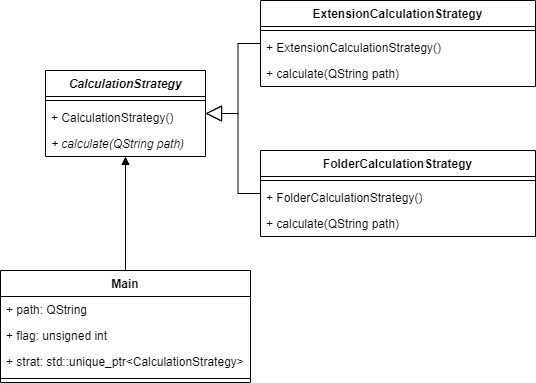 ExtensionCalculationStrategy
+ ExtensionCalculationStrategy()
+ calculate(QString path)
CalculationStrategy
+ CalculationStrategy()
+ calculate(QString path)
FolderCalculationStrategy
+ FolderCalculationStrategy()
+ calculate(QString path)
Main
+ path: QString
+ flag: unsigned int
+ strat: std::unique_ptr<CalculationStrategy>